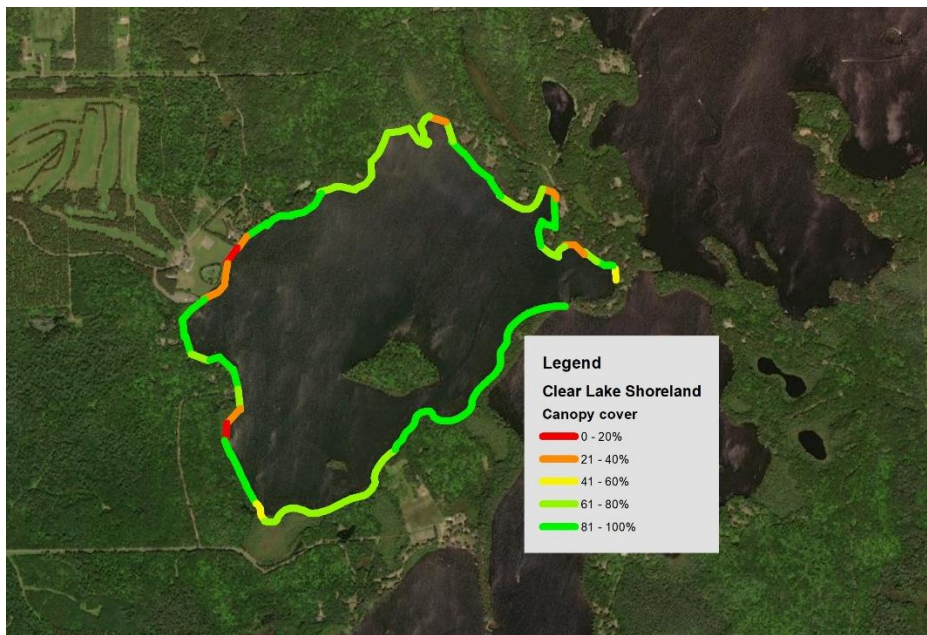 Legend
Clear Lake Shoreland
Canopy cover
0 - 20%
21 - 40%
41 - 60%
61 - 80%
81 - 100%